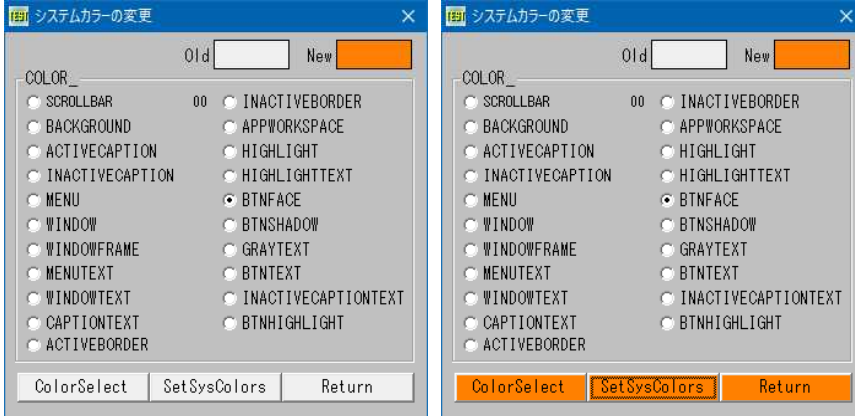 TEST システムカラーの変更 ×
Old New
COLOR_
SCROLLBAR 00 INACTIVEBORDER
BACKGROUND APPWORKSPACE
ACTIVECAPTION HIGHLIGHT
INACTIVECAPTION HIGHLIGHTTEXT
MENU BTNFACE
WINDOW BTNSHADOW
WINDOWFRAME GRAYTEXT
MENUTEXT BTNTEXT
WINDOWTEXT INACTIVECAPTIONTEXT
CAPTIONTEXT BTNHIGHLIGHT
ACTIVEBORDER
ColorSelect SetSysColors Return
TEST システムカラーの変更 ×
Old New
COLOR_
SCROLLBAR 00 INACTIVEBORDER
BACKGROUND APPWORKSPACE
ACTIVECAPTION HIGHLIGHT
INACTIVECAPTION HIGHLIGHTTEXT
MENU BTNFACE
WINDOW BTNSHADOW
WINDOWFRAME GRAYTEXT
MENUTEXT BTNTEXT
WINDOWTEXT INACTIVECAPTIONTEXT
CAPTIONTEXT BTNHIGHLIGHT
ACTIVEBORDER
ColorSelect SetSysColors Return